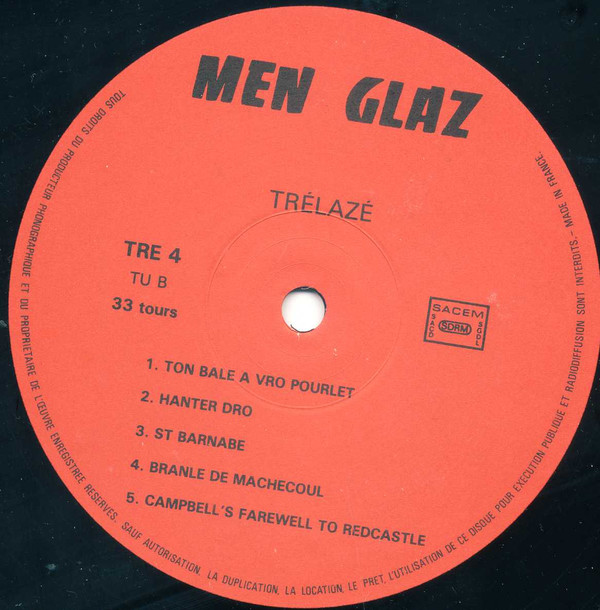 MEN GLAZ
TRÉLAZÉ
TRE 4
TU B
33 tours
SACEM
SACD
SDRM
SGDL
1. TON BALE A VRO POURLET
2. HANTER DRO
3. ST BARNABE
4. BRANLE DE MACHECOUL
5. CAMPBELL'S FAREWELL TO REDCASTLE
TOUS DROITS DU PRODUCTEUR PHONOGRAPHIQUE ET DU PROPRIETAIRE DE L'ŒUVRE ENREGISTREE RESERVES. SAUF AUTORISATION, LA DUPLICATION, LA LOCATION, LE PRET, L'UTILISATION DE CE DISQUE POUR EXECUTION PUBLIQUE ET RADIODIFFUSION SONT INTERDITS. - MADE IN FRANCE.